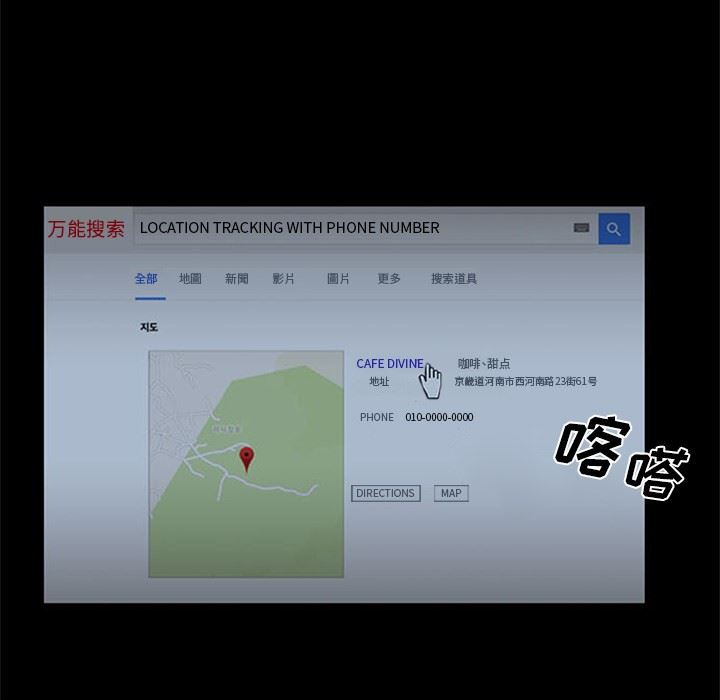 万能搜索 LOCATION TRACKING WITH PHONE NUMBER
全部 地圖 新聞 影片 圖片 更多 搜索道具
지도
CAFE DIVINE 咖啡、甜点
地址 京畿道河南市西河南路23街61号
PHONE 010-0000-0000
喀嗒
DIRECTIONS MAP